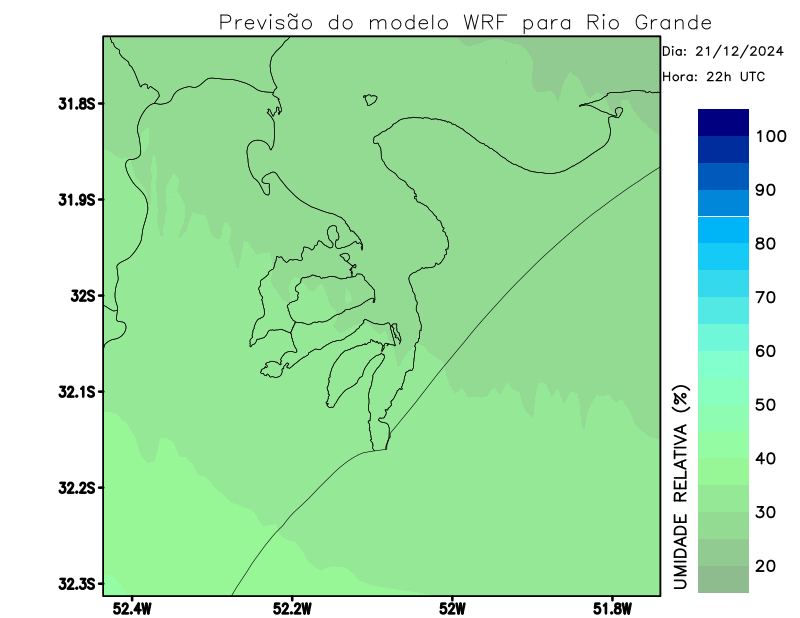 Previsão do modelo WRF para Rio Grande
Dia: 21/12/2024
Hora: 22h UTC
31.8S
31.9S
32S
32.1S
32.2S
32.3S
52.4W
52.2W
52W
51.8W
100
90
80
70
60
50
40
30
20
UMIDADE RELATIVA (%)